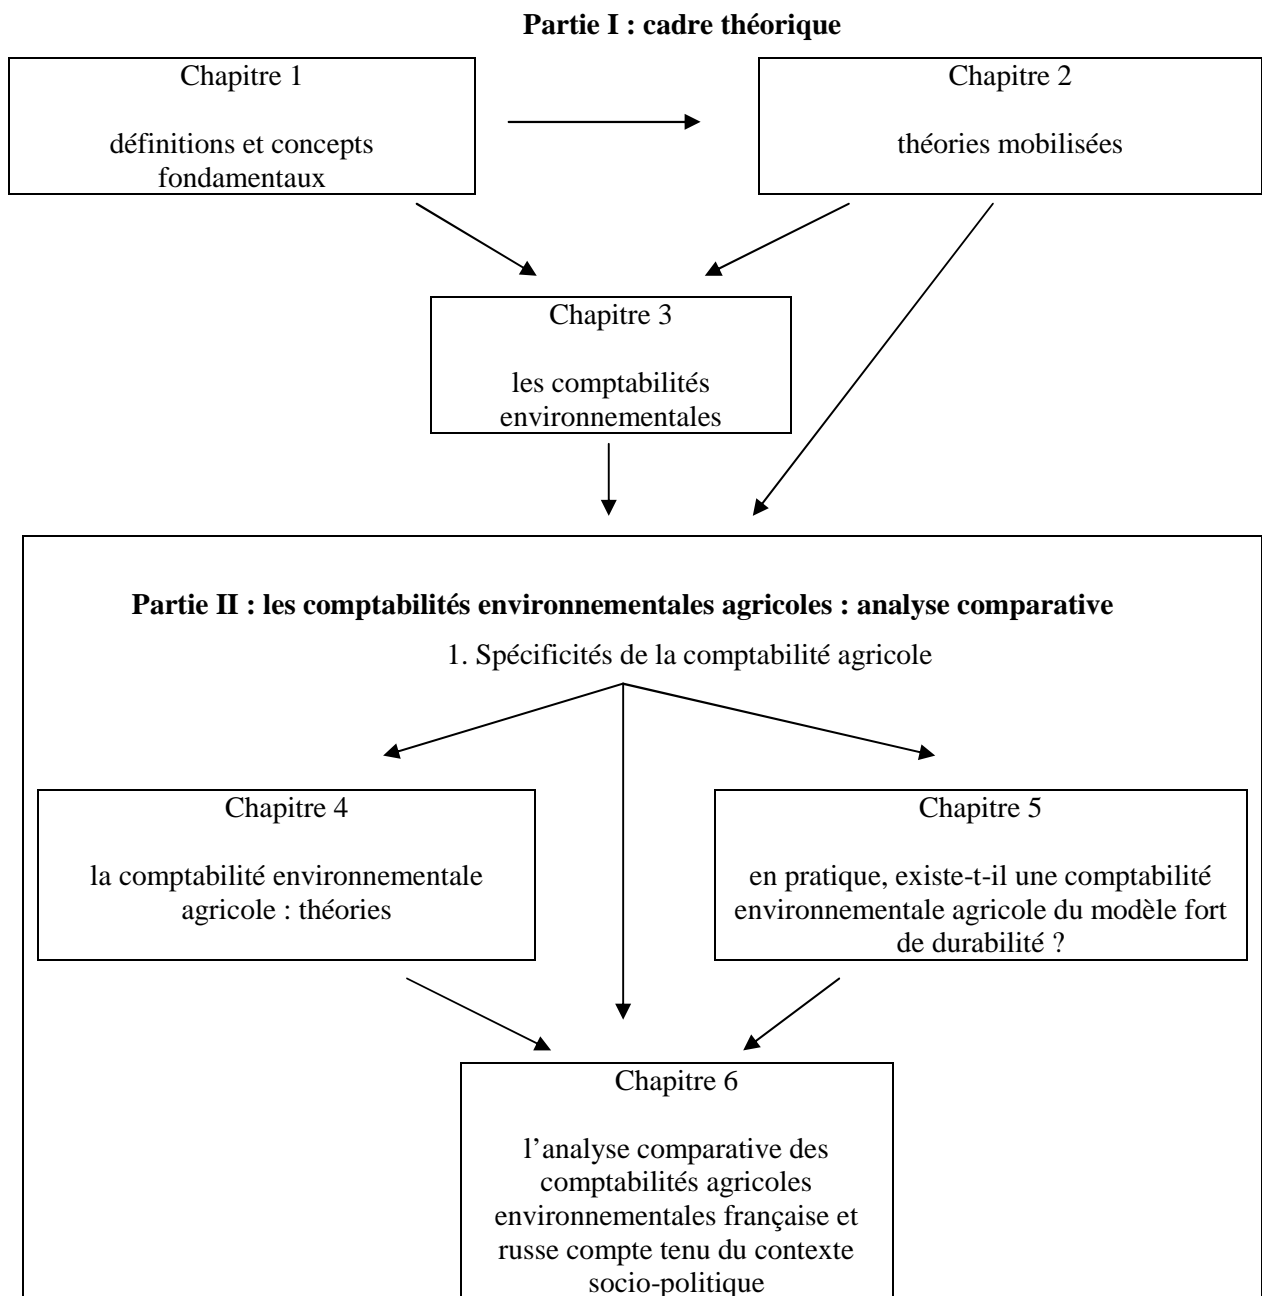 Partie I : cadre théorique
Chapitre 1
définitions et concepts
fondamentaux
Chapitre 2
théories mobilisées
Chapitre 3
les comptabilités
environnementales
Partie II : les comptabilités environnementales agricoles : analyse comparative
1. Spécificités de la comptabilité agricole
Chapitre 4
la comptabilité environnementale
agricole : théories
Chapitre 5
en pratique, existe-t-il une comptabilité
environnementale agricole du modèle fort
de durabilité ?
Chapitre 6
l’analyse comparative des
comptabilités agricoles
environnementales française et
russe compte tenu du contexte
socio-politique